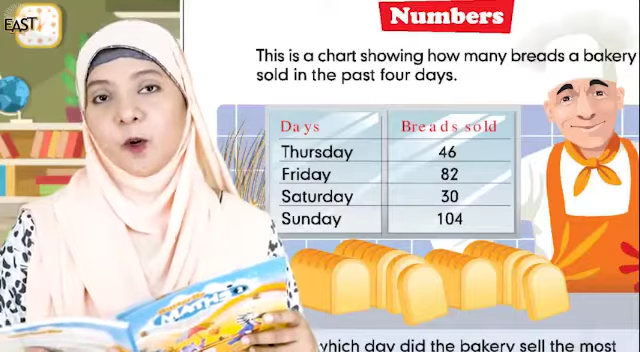 EAST
Numbers
This is a chart showing how many breads a bakery
sold in the past four days.
Days Breads sold
Thursday 46
Friday 82
Saturday 30
Sunday 104
which day did the bakery sell the most
MATHS